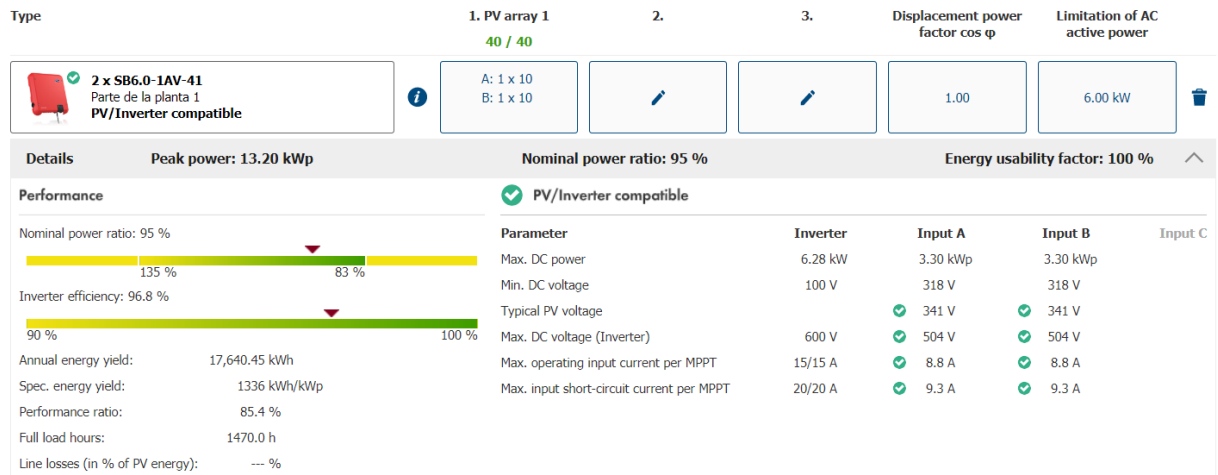 Type 1. PV array 1 2. 3. Displacement power factor cos φ Limitation of AC active power
40 / 40
2 x SB6.0-1AV-41
Parte de la planta 1
PV/Inverter compatible
A: 1 x 10
B: 1 x 10
1.00
6.00 kW
Details Peak power: 13.20 kWp Nominal power ratio: 95 % Energy usability factor: 100 %
Performance
Nominal power ratio: 95 %
135 % 83 %
Inverter efficiency: 96.8 %
90 % 100 %
Annual energy yield: 17,640.45 kWh
Spec. energy yield: 1336 kWh/kWp
Performance ratio: 85.4 %
Full load hours: 1470.0 h
Line losses (in % of PV energy): --- %
PV/Inverter compatible
Parameter Inverter Input A Input B Input C
Max. DC power 6.28 kW 3.30 kWp 3.30 kWp
Min. DC voltage 100 V 318 V 318 V
Typical PV voltage 341 V 341 V
Max. DC voltage (Inverter) 600 V 504 V 504 V
Max. operating input current per MPPT 15/15 A 8.8 A 8.8 A
Max. input short-circuit current per MPPT 20/20 A 9.3 A 9.3 A